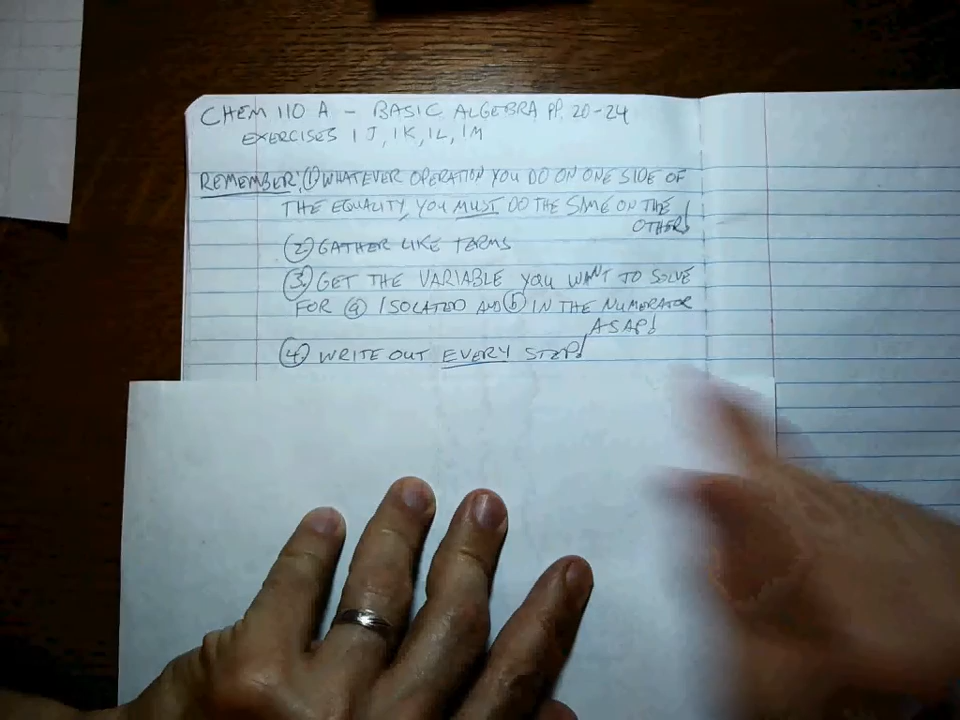 CHEM 110 A - BASIC ALGEBRA PP. 20-24
EXERCISES 1J, 1K, 1L, 1M
REMEMBER: ① WHATEVER OPERATION YOU DO ON ONE SIDE OF
THE EQUALITY, YOU MUST DO THE SAME ON THE
OTHER!
② GATHER LIKE TERMS
③ GET THE VARIABLE YOU WANT TO SOLVE
FOR ⓐ ISOLATED AND ⓑ IN THE NUMERATOR
ASAP!
④ WRITE OUT EVERY STEP!